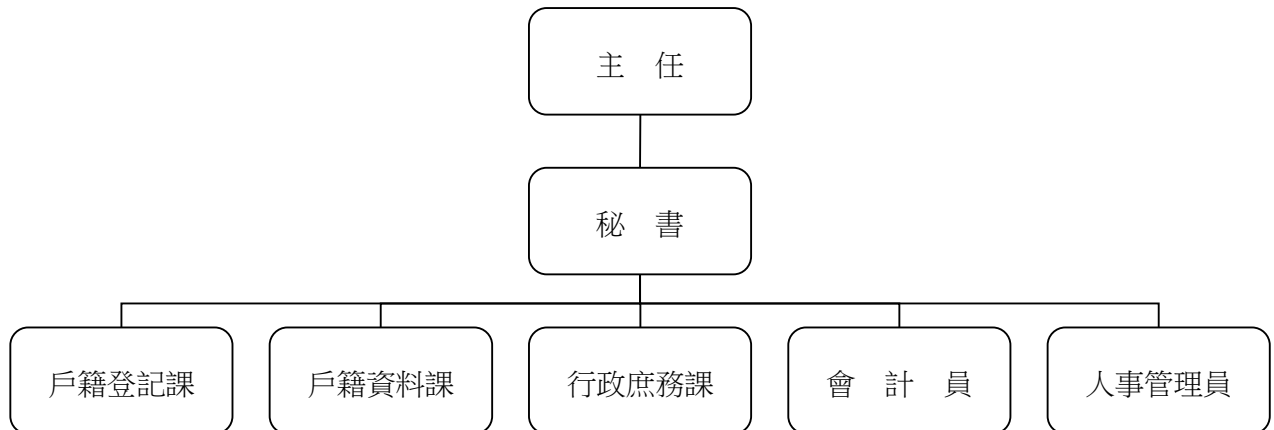 主　任
秘　書
戶籍登記課
戶籍資料課
行政庶務課
會　計　員
人事管理員